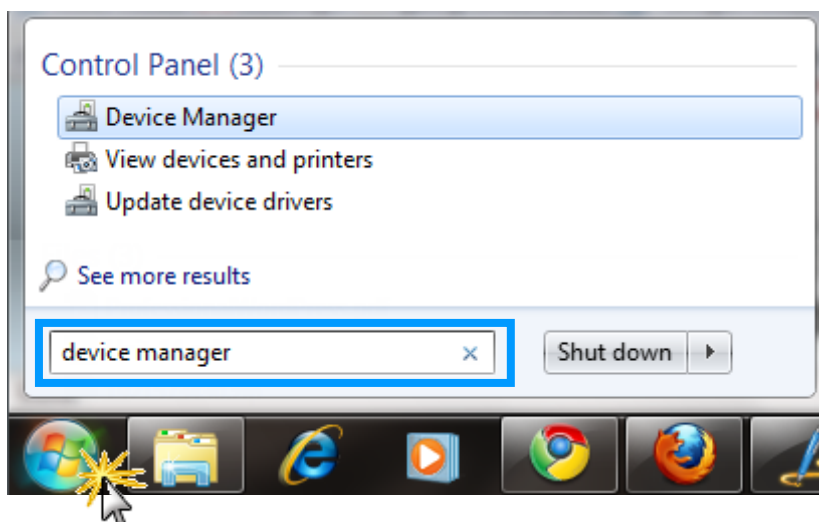 Control Panel (3)
Device Manager
View devices and printers
Update device drivers
See more results
device manager
Shut down